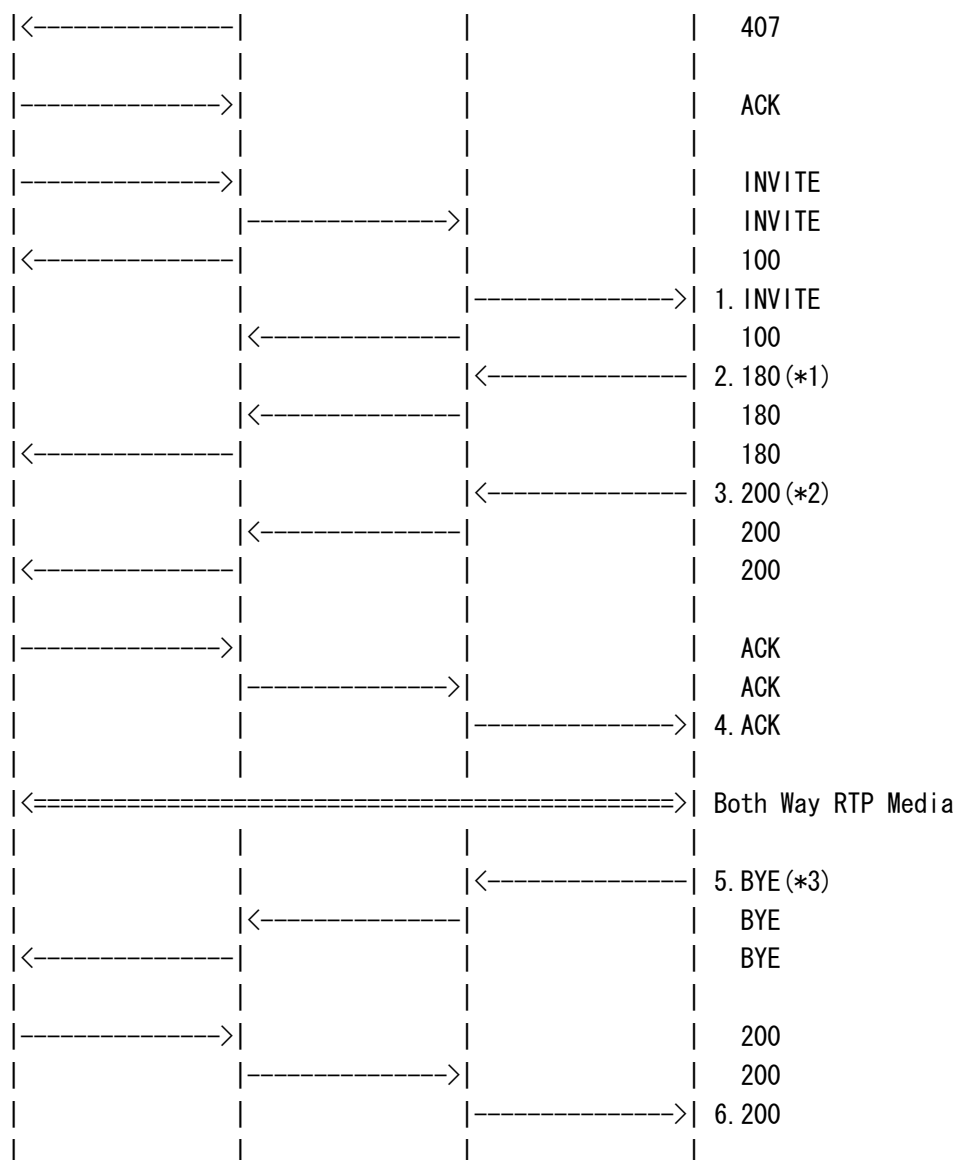 |<---------------|                |                |   407
|                |                |                |
|--------------->|                |                |   ACK
|                |                |                |
|--------------->|                |                |   INVITE
|                |--------------->|                |   INVITE
|<---------------|                |                |   100
|                |                |--------------->| 1.INVITE
|                |<---------------|                |   100
|                |                |<---------------| 2.180(*1)
|                |<---------------|                |   180
|<---------------|                |                |   180
|                |                |<---------------| 3.200(*2)
|                |<---------------|                |   200
|<---------------|                |                |   200
|                |                |                |
|--------------->|                |                |   ACK
|                |--------------->|                |   ACK
|                |                |--------------->| 4.ACK
|                |                |                |
|<================================================>| Both Way RTP Media
|                |                |                |
|                |                |<---------------| 5.BYE(*3)
|                |<---------------|                |   BYE
|<---------------|                |                |   BYE
|                |                |                |
|--------------->|                |                |   200
|                |--------------->|                |   200
|                |                |--------------->| 6.200
|                |                |                |